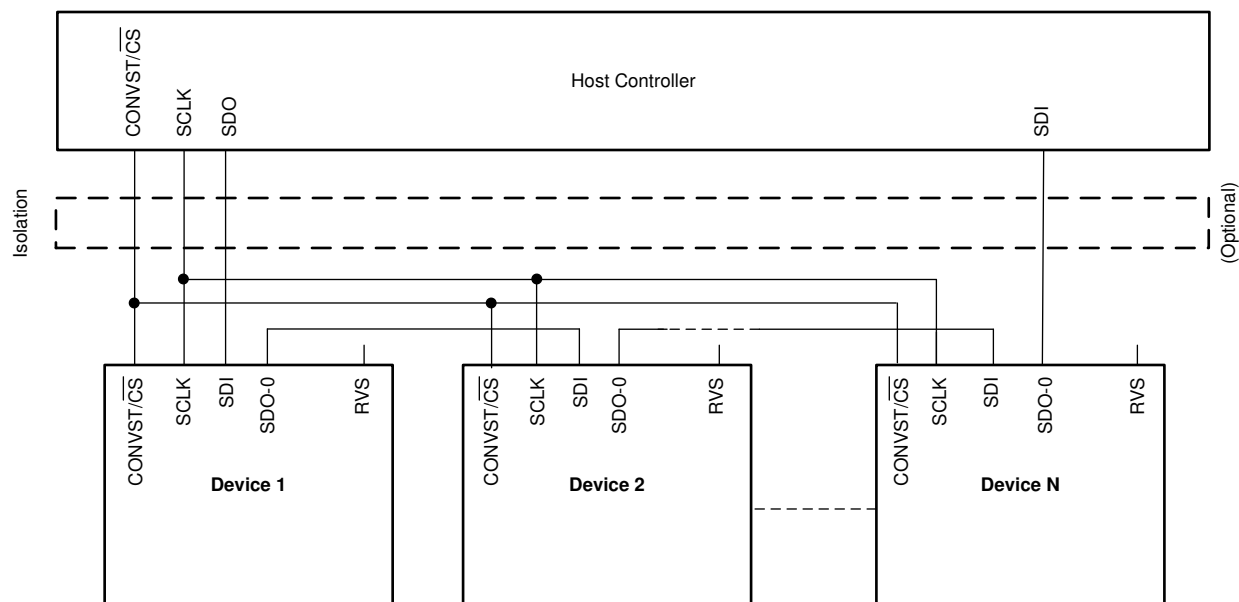 Host Controller
CONVST/CS
SCLK
SDO
SDI
Isolation
(Optional)
CONVST/CS
SCLK
SDI
SDO-0
RVS
Device 1
CONVST/CS
SCLK
SDI
SDO-0
RVS
Device 2
CONVST/CS
SCLK
SDI
SDO-0
RVS
Device N